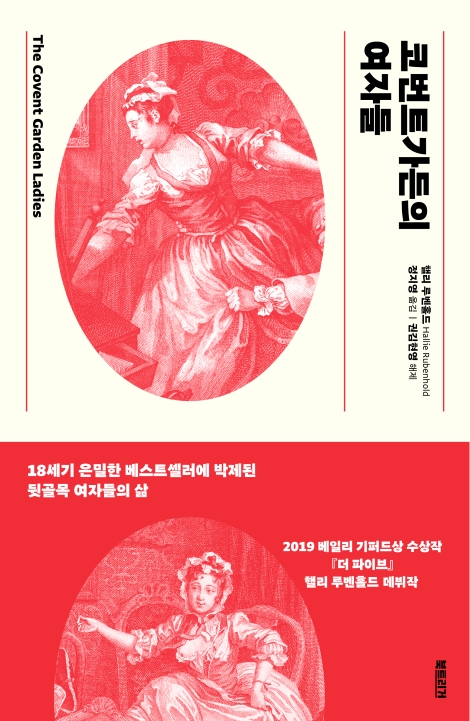 코번트가든의
여자들
The Covent Garden Ladies
핼리 루벤홀드 Hallie Rubenhold
정지영 옮김 | 권김현영 해제
18세기 은밀한 베스트셀러에 박제된
뒷골목 여자들의 삶
2019 베일리 기퍼드상 수상작
『더 파이브』
핼리 루벤홀드 데뷔작
북트리거